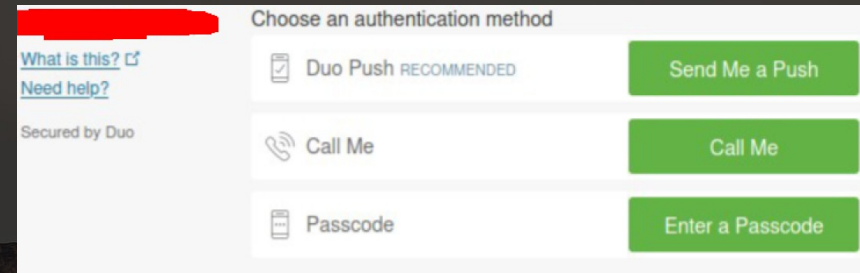 Choose an authentication method
What is this?
Need help?
Secured by Duo
Duo Push RECOMMENDED
Send Me a Push
Call Me
Call Me
Passcode
Enter a Passcode